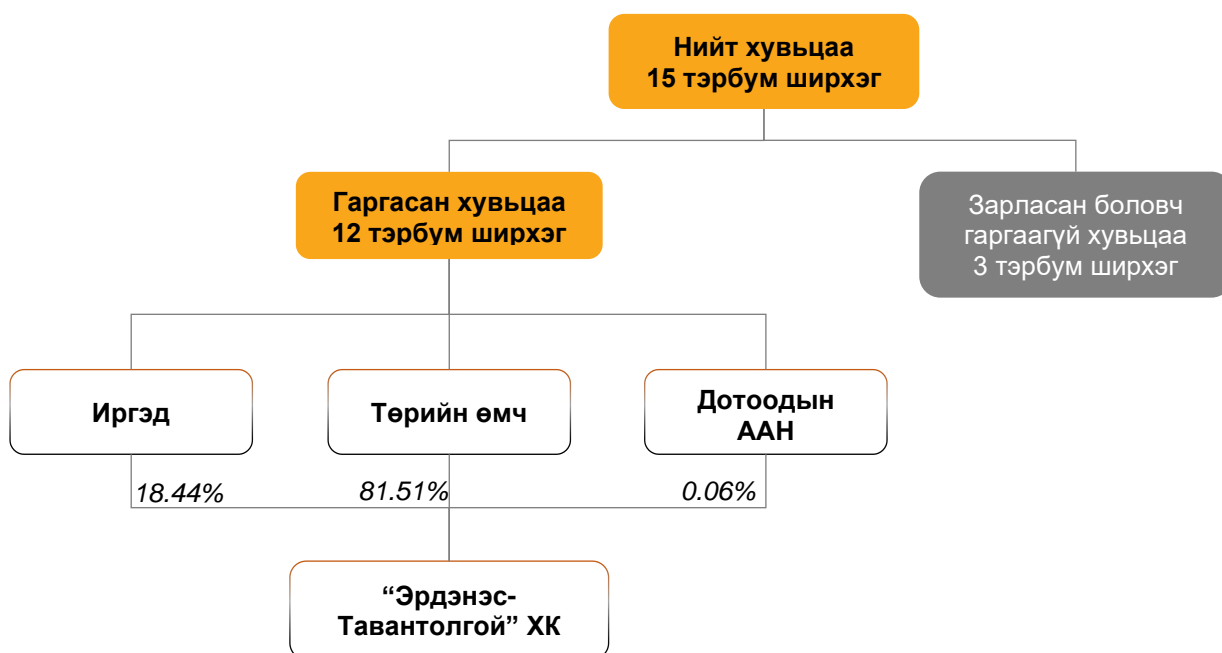 Нийт хувьцаа
15 тэрбум ширхэг
Гаргасан хувьцаа
12 тэрбум ширхэг
Зарласан боловч
гаргаагүй хувьцаа
3 тэрбум ширхэг
Иргэд
Төрийн өмч
Дотоодын
ААН
18.44%
81.51%
0.06%
“Эрдэнэс-
Тавантолгой” ХК